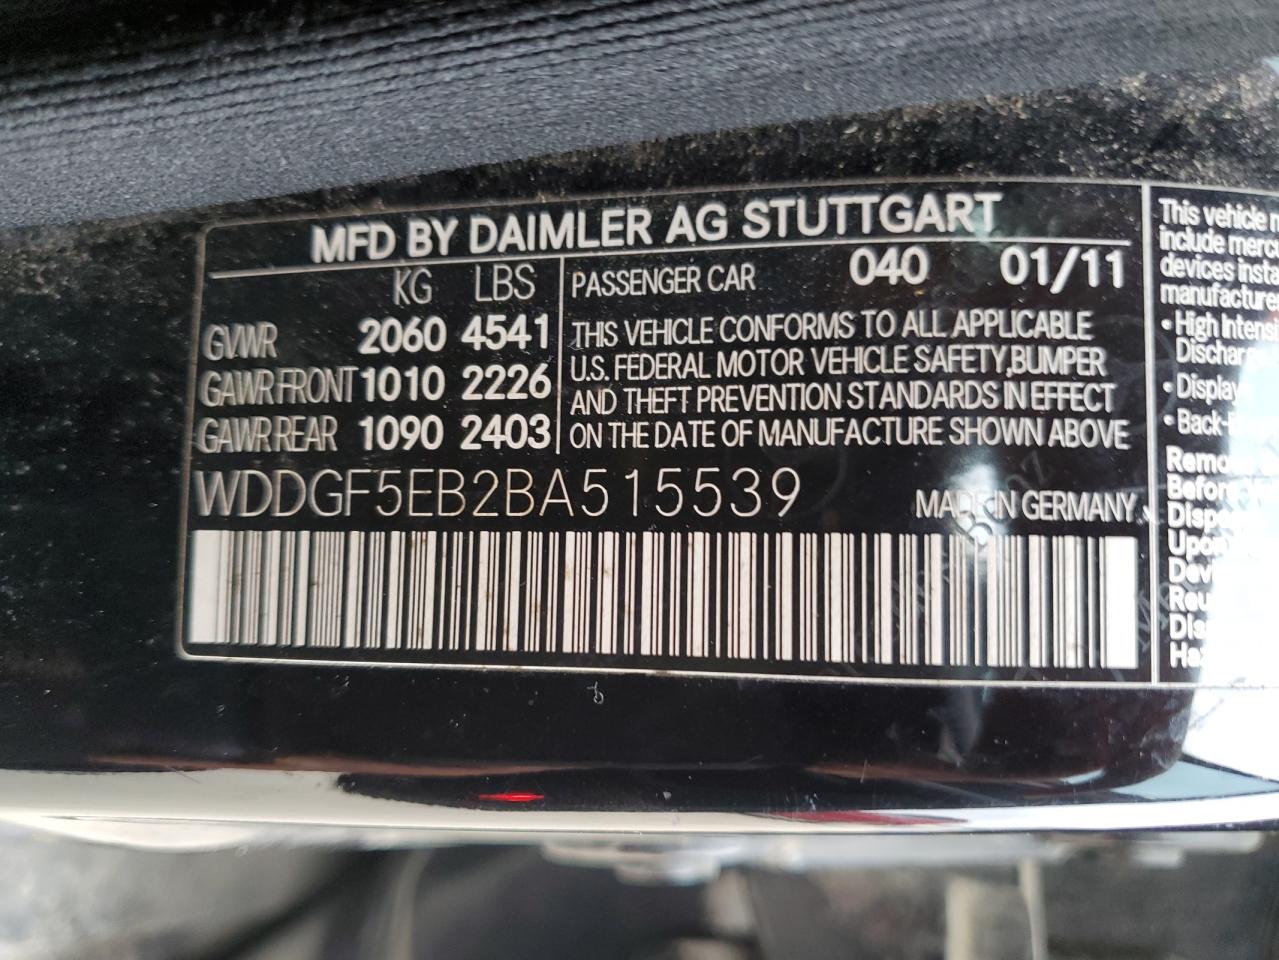 MFD BY DAIMLER AG STUTTGART
KG LBS
GVWR 2060 4541
GAWR FRONT 1010 2226
GAWR REAR 1090 2403
PASSENGER CAR 040 01/11
THIS VEHICLE CONFORMS TO ALL APPLICABLE
U.S. FEDERAL MOTOR VEHICLE SAFETY,BUMPER
AND THEFT PREVENTION STANDARDS IN EFFECT
ON THE DATE OF MANUFACTURE SHOWN ABOVE
WDDGF5EB2BA515539 MADE IN GERMANY
This vehicle
include
devices
• High
• Display